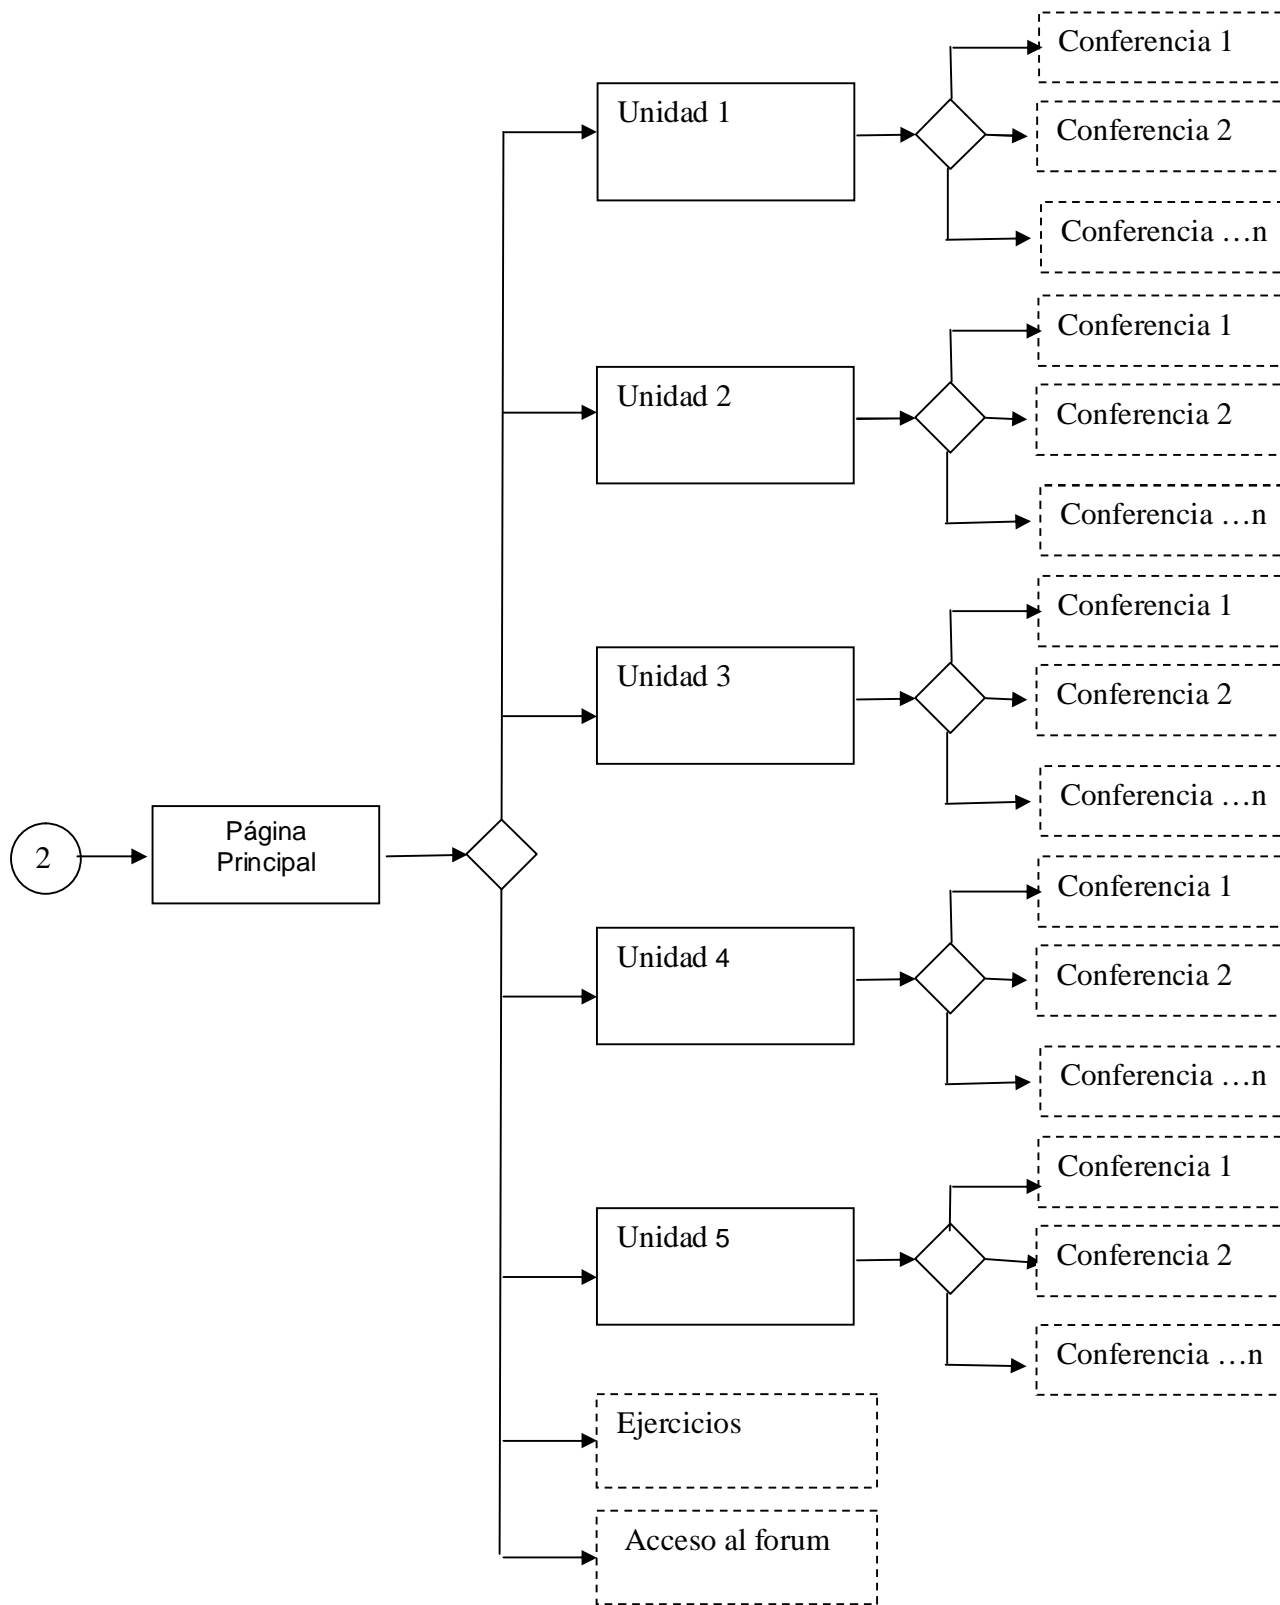 Conferencia 1
Unidad 1
Conferencia 2
Conferencia ...n
Conferencia 1
Unidad 2
Conferencia 2
Conferencia ...n
Conferencia 1
Unidad 3
Conferencia 2
Conferencia ...n
2
Página
Principal
Conferencia 1
Unidad 4
Conferencia 2
Conferencia ...n
Conferencia 1
Unidad 5
Conferencia 2
Conferencia ...n
Ejercicios
Acceso al forum